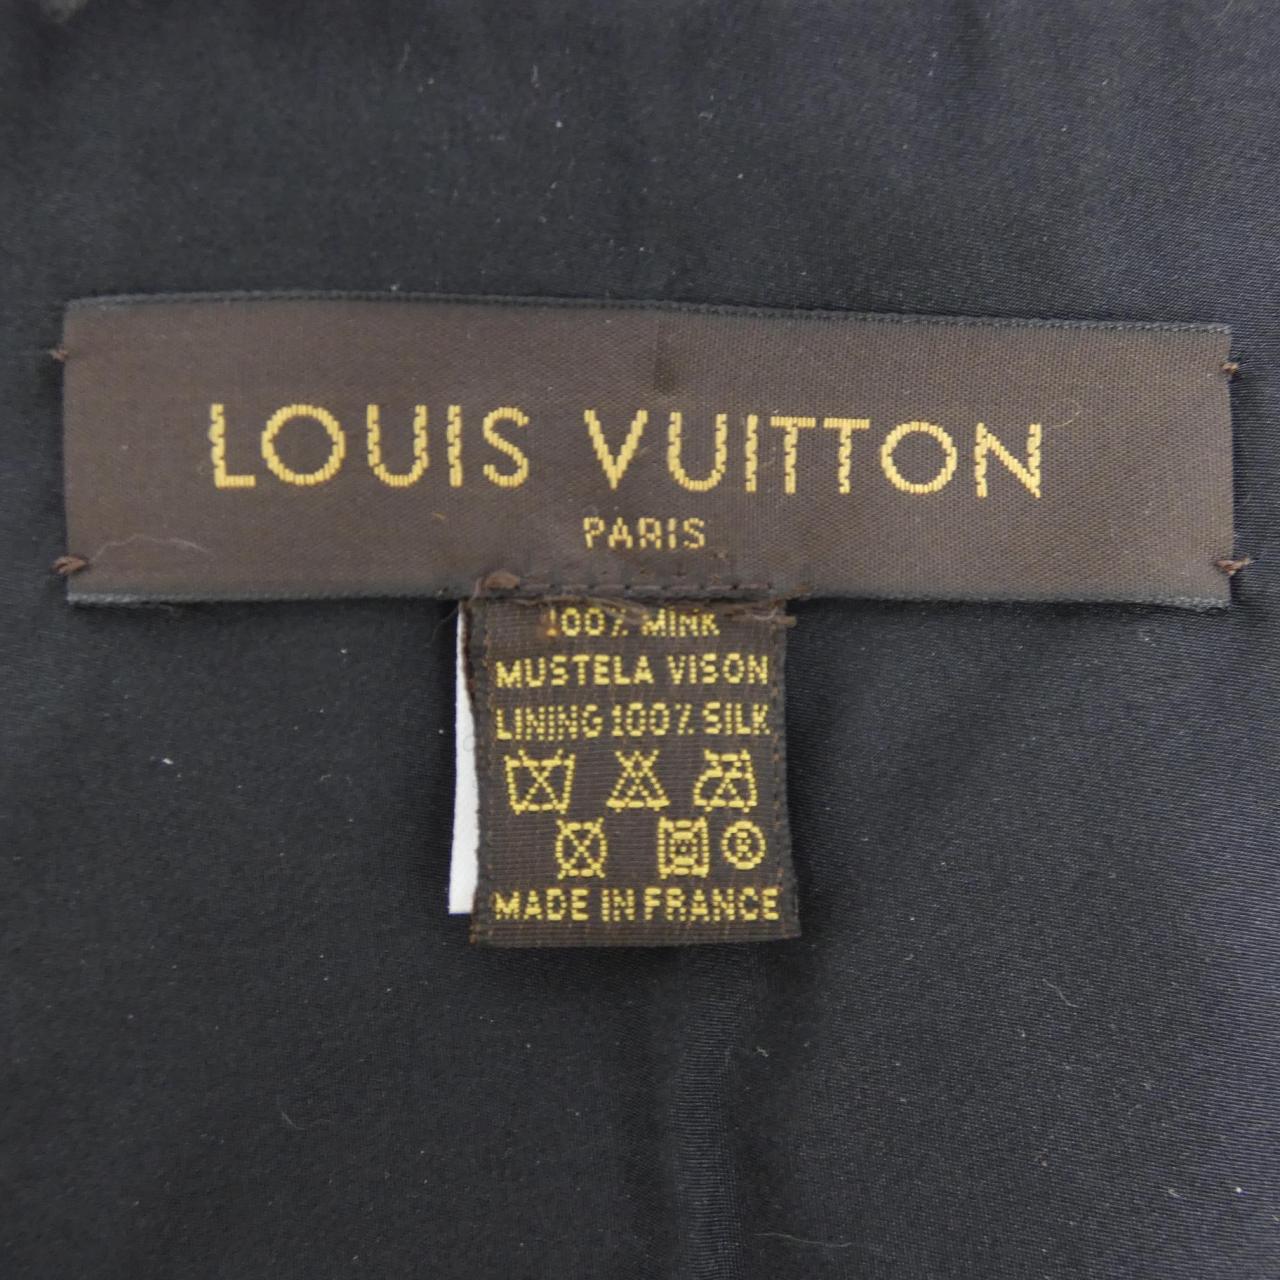 LOUIS VUITTON
PARIS
100% MINK
MUSTELA VISON
LINING 100% SILK
MADE IN FRANCE